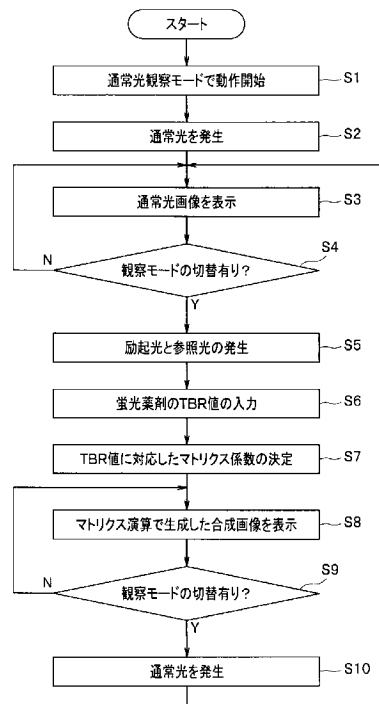 スタート
通常光観察モードで動作開始 S1
通常光を発生 S2
通常光画像を表示 S3
観察モードの切替有り? S4
N
Y
励起光と参照光の発生 S5
蛍光薬剤のTBR値の入力 S6
TBR値に対応したマトリクス係数の決定 S7
マトリクス演算で生成した合成画像を表示 S8
観察モードの切替有り? S9
N
Y
通常光を発生 S10